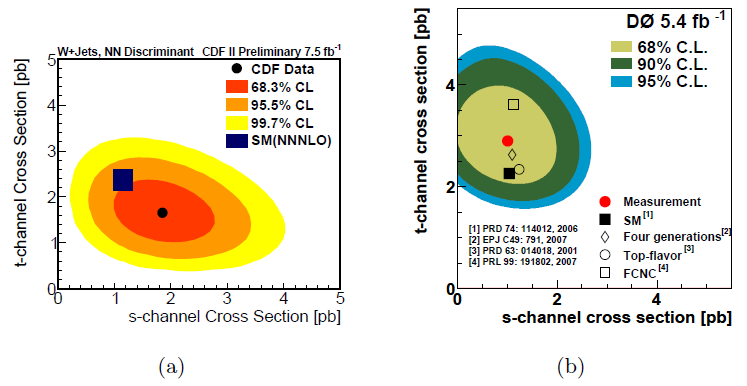 W+Jets, NN Discriminant CDF II Preliminary 7.5 fb-1
t-channel Cross Section [pb]
5
4
3
2
1
0
CDF Data
68.3% CL
95.5% CL
99.7% CL
SM(NNNLO)
0 1 2 3 4 5
s-channel Cross Section [pb]
(a)
DØ 5.4 fb -1
68% C.L.
90% C.L.
95% C.L.
t-channel cross section [pb]
4
2
0
Measurement
SM[1]
Four generations[2]
Top-flavor[3]
FCNC[4]
[1] PRD 74: 114012, 2006
[2] EPJ C49: 791, 2007
[3] PRD 63: 014018, 2001
[4] PRL 99: 191802, 2007
0 2 4
s-channel cross section [pb]
(b)